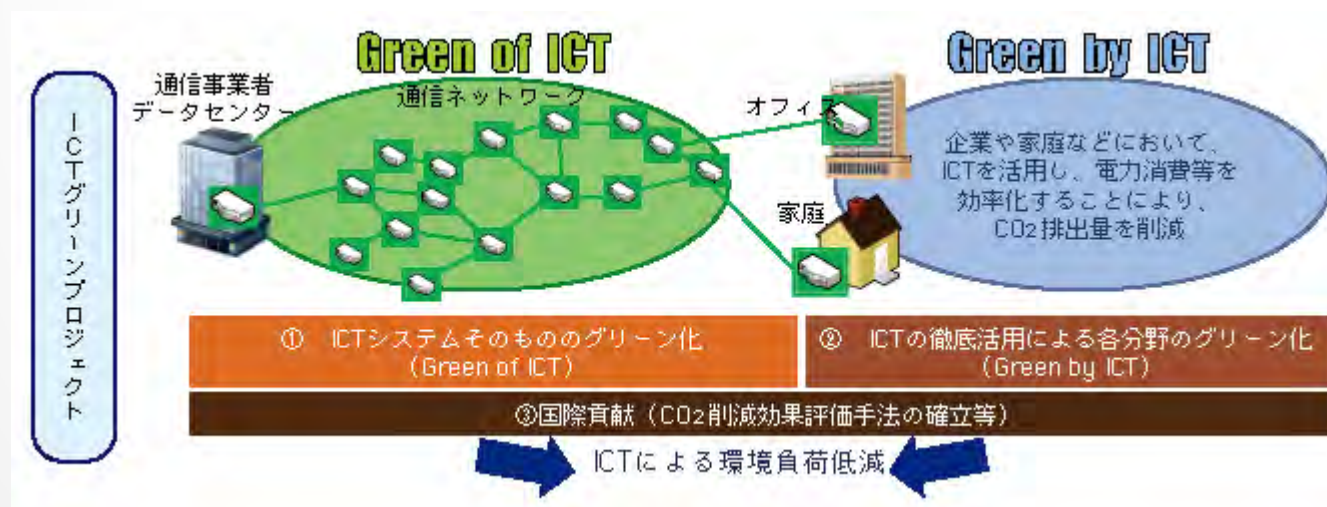 Green of ICT
Green by ICT
ICTグリーンプロジェクト
通信事業者
データセンター
通信ネットワーク
オフィス
家庭
企業や家庭などにおいて、
ICTを活用し、電力消費等を
効率化することにより、
CO2排出量を削減
① ICTシステムそのもののグリーン化
(Green of ICT)
② ICTの徹底活用による各分野のグリーン化
(Green by ICT)
③国際貢献(CO2削減効果評価手法の確立等)
ICTによる環境負荷低減